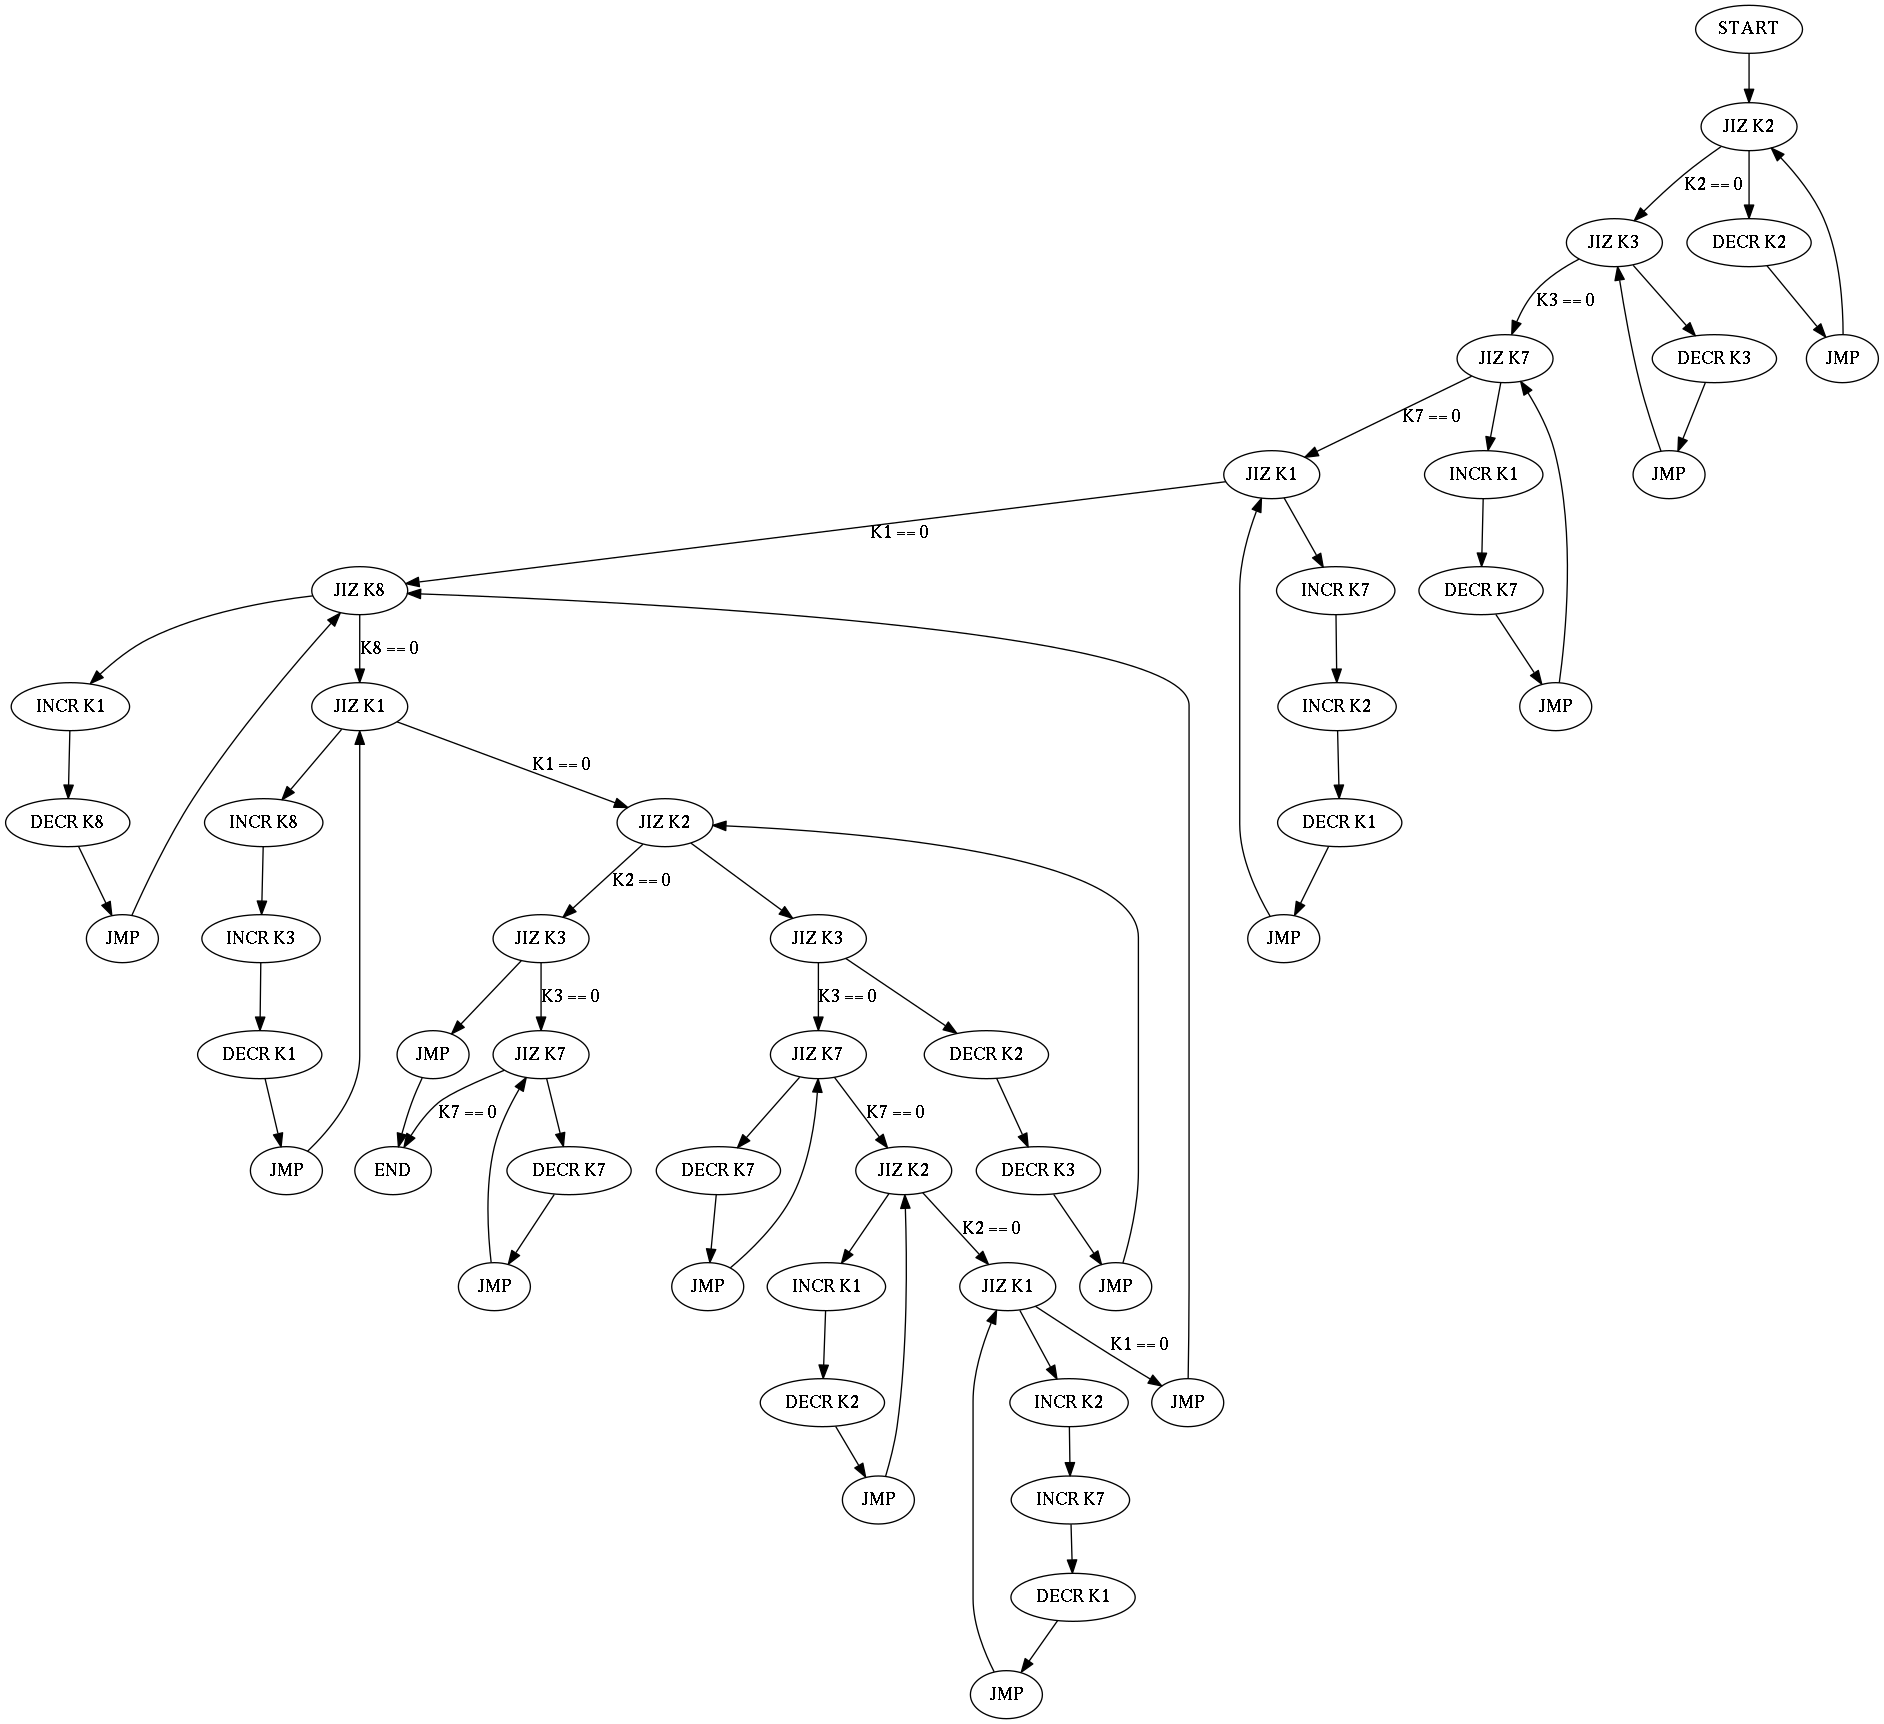 START
JIZ K2
K2 == 0
JIZ K3
DECR K2
K3 == 0
JIZ K7
DECR K3
JMP
K7 == 0
JIZ K1
INCR K1
JMP
K1 == 0
JIZ K8
INCR K7
DECR K7
K8 == 0
INCR K1
JIZ K1
INCR K2
JMP
K1 == 0
DECR K8
INCR K8
JIZ K2
DECR K1
K2 == 0
JMP
INCR K3
JIZ K3
JIZ K3
JMP
K3 == 0
K3 == 0
DECR K1
JMP
JIZ K7
JIZ K7
DECR K2
K7 == 0
K7 == 0
JMP
END
DECR K7
DECR K7
JIZ K2
DECR K3
K2 == 0
JMP
JMP
INCR K1
JIZ K1
JMP
K1 == 0
DECR K2
INCR K2
JMP
JMP
INCR K7
DECR K1
JMP